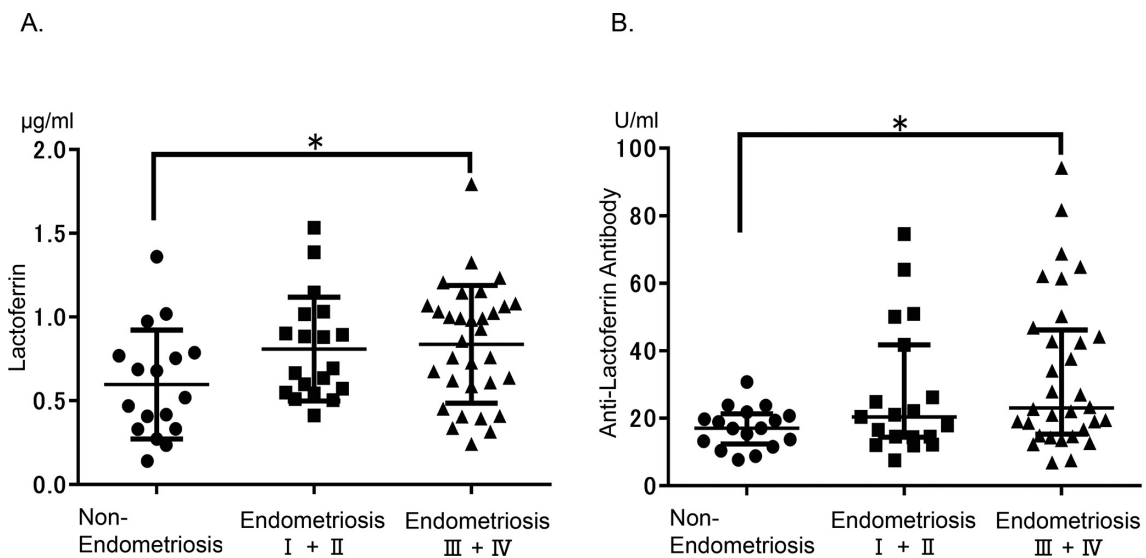 A.
B.
µg/ml
2.0
1.5
1.0
0.5
0.0
Lactoferrin
*
Non-
Endometriosis
Endometriosis
Ⅰ + Ⅱ
Endometriosis
Ⅲ + Ⅳ
U/ml
100
80
60
40
20
0
Anti-Lactoferrin Antibody
*
Non-
Endometriosis
Endometriosis
Ⅰ + Ⅱ
Endometriosis
Ⅲ + Ⅳ